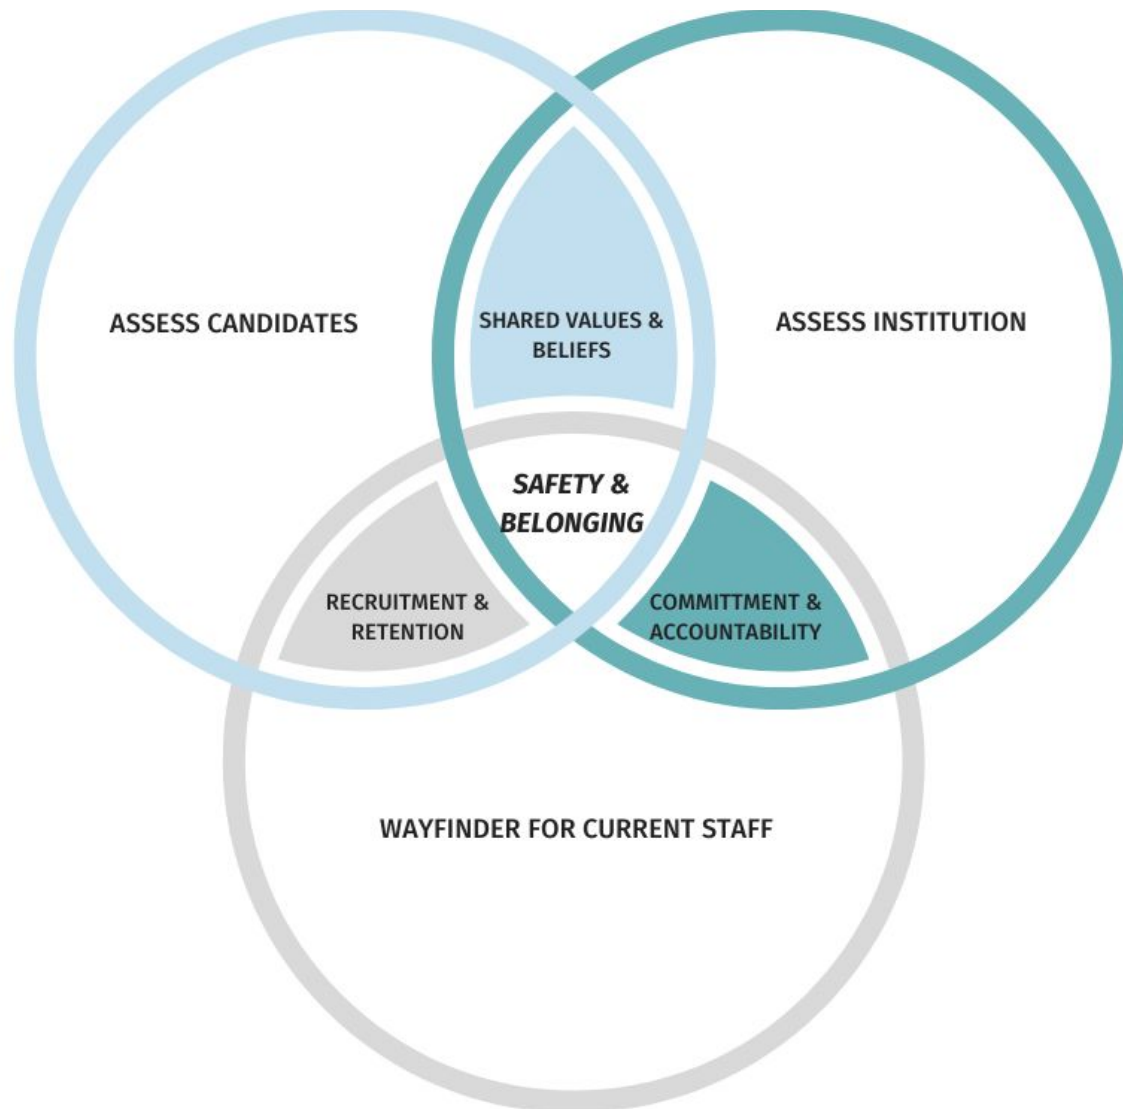 ASSESS CANDIDATES
SHARED VALUES &
BELIEFS
ASSESS INSTITUTION
SAFETY &
BELONGING
RECRUITMENT &
RETENTION
COMMITTMENT &
ACCOUNTABILITY
WAYFINDER FOR CURRENT STAFF